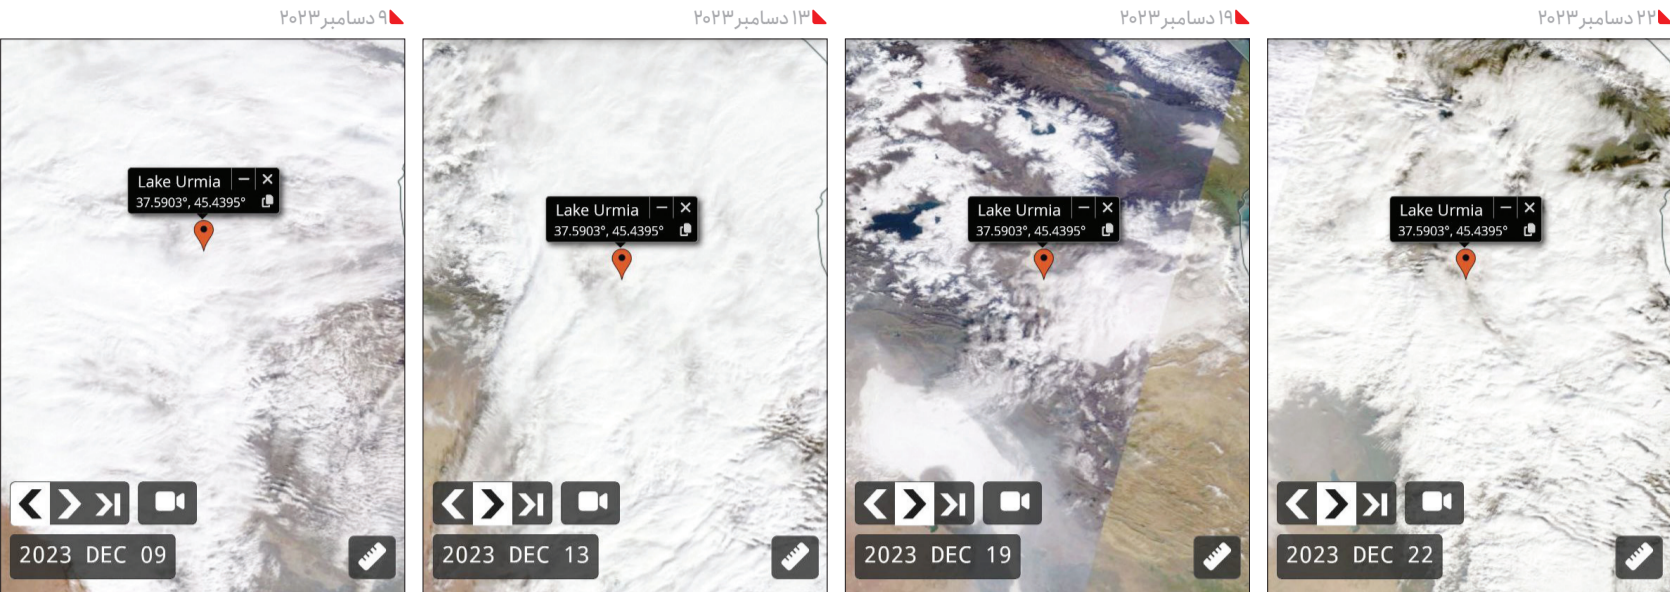 ۹ دسامبر ۲۰۲۳
Lake Urmia
37.5903°, 45.4395°
2023 DEC 09
۱۳ دسامبر ۲۰۲۳
Lake Urmia
37.5903°, 45.4395°
2023 DEC 13
۱۹ دسامبر ۲۰۲۳
Lake Urmia
37.5903°, 45.4395°
2023 DEC 19
۲۲ دسامبر ۲۰۲۳
Lake Urmia
37.5903°, 45.4395°
2023 DEC 22